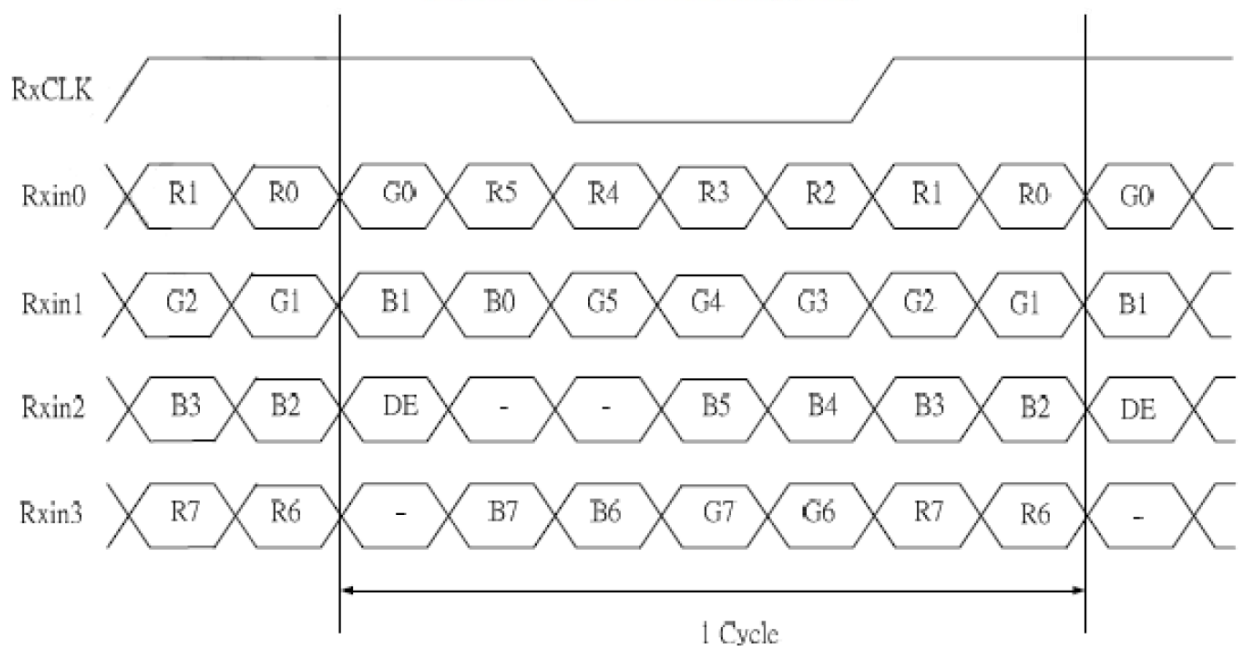 RxCLK
Rxin0 R1 R0 G0 R5 R4 R3 R2 R1 R0 G0
Rxin1 G2 G1 B1 B0 G5 G4 G3 G2 G1 B1
Rxin2 B3 B2 DE - - B5 B4 B3 B2 DE
Rxin3 R7 R6 - B7 B6 G7 G6 R7 R6 -
1 Cycle